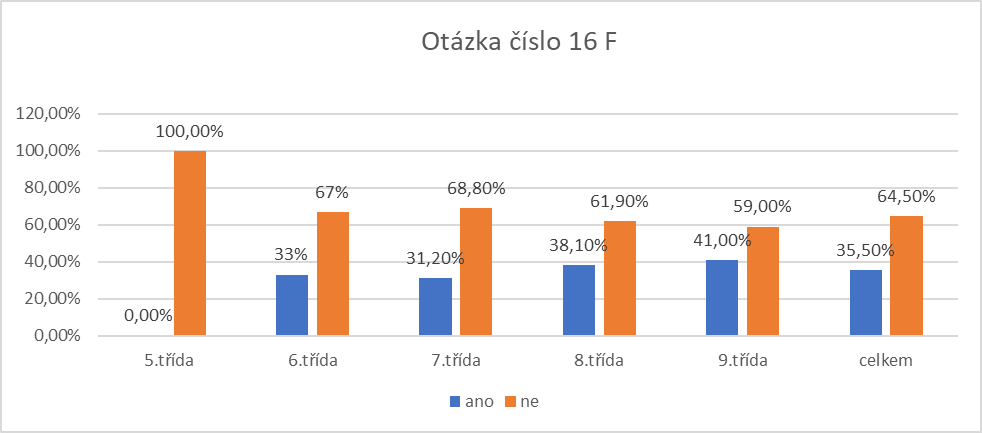 Otázka číslo 16 F
120,00%
100,00%
80,00%
60,00%
40,00%
20,00%
0,00%
0,00%
100,00%
33%
67%
31,20%
68,80%
38,10%
61,90%
41,00%
59,00%
35,50%
64,50%
5.třída
6.třída
7.třída
8.třída
9.třída
celkem
ano
ne